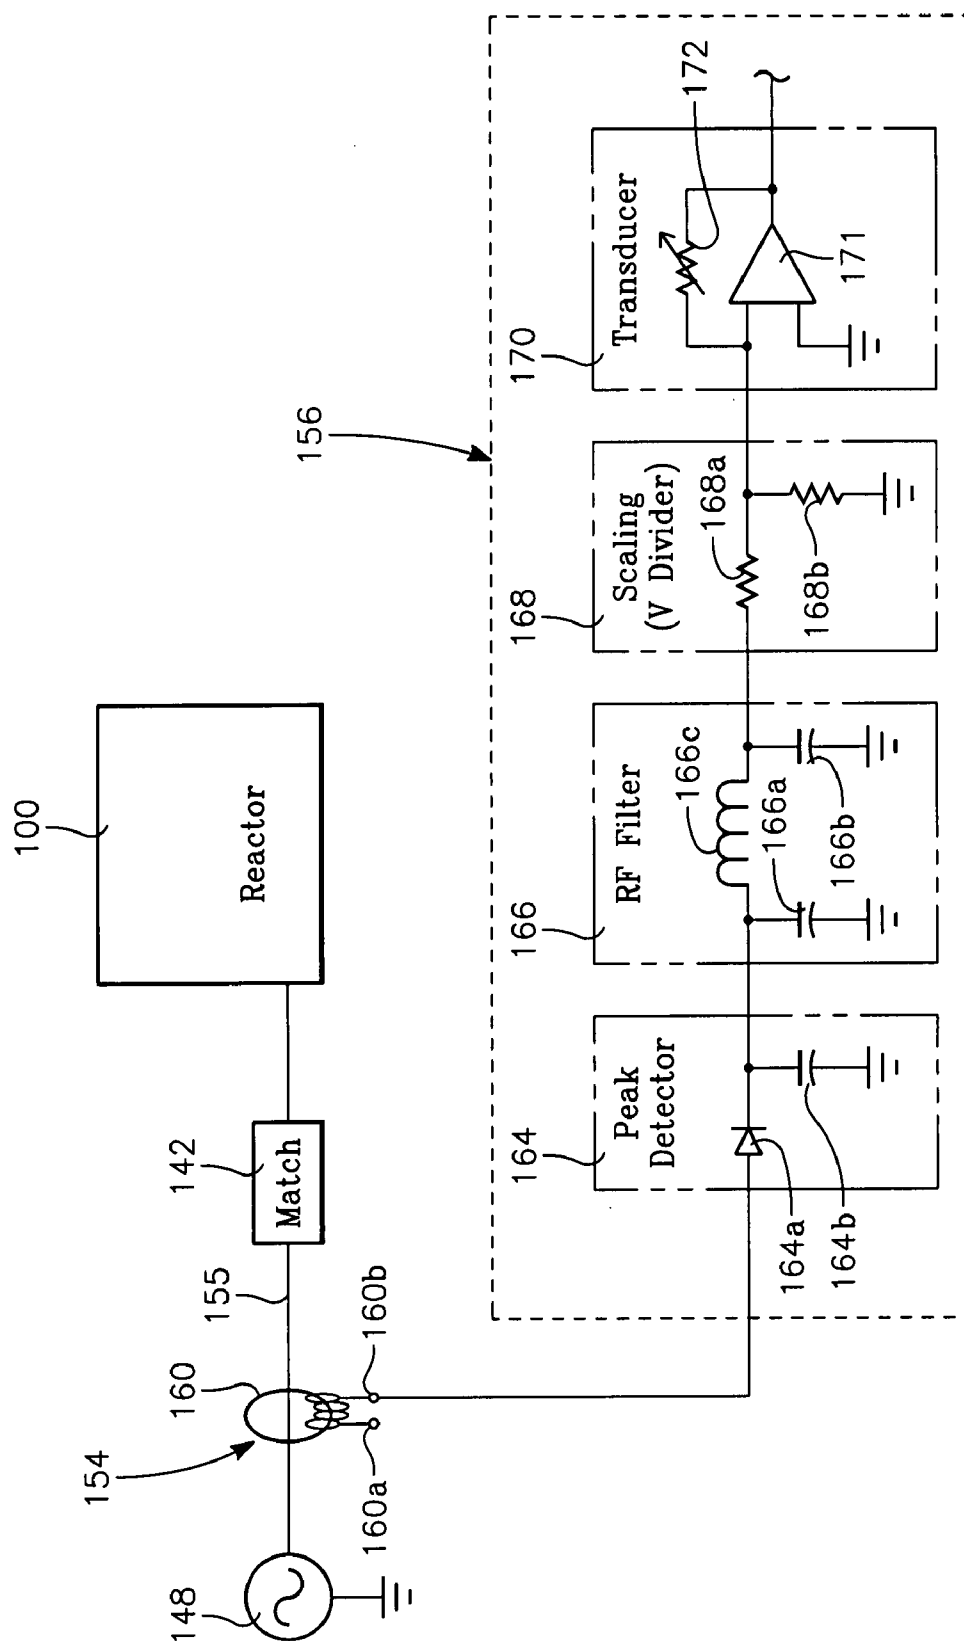 100
Reactor
142
Match
155
160
154
160b
160a
148
156
164
Peak
Detector
164a
164b
166
RF Filter
166c
166a
166b
168
Scaling
(V Divider)
168a
168b
170
Transducer
172
171